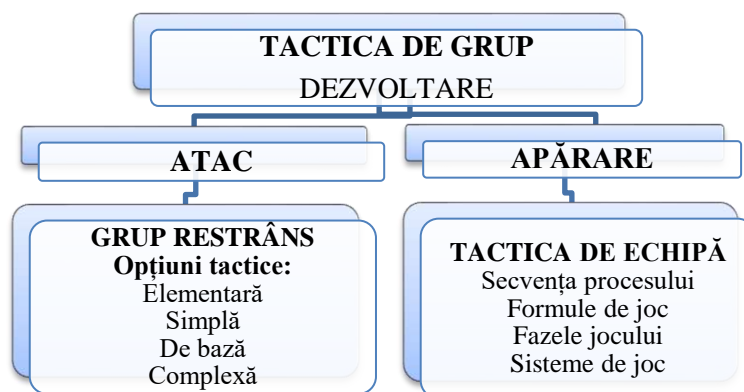 TACTICA DE GRUP
DEZVOLTARE
ATAC
APĂRARE
GRUP RESTRÂNS
Opțiuni tactice:
Elementară
Simplă
De bază
Complexă
TACTICA DE ECHIPĂ
Secvența procesului
Formule de joc
Fazele jocului
Sisteme de joc